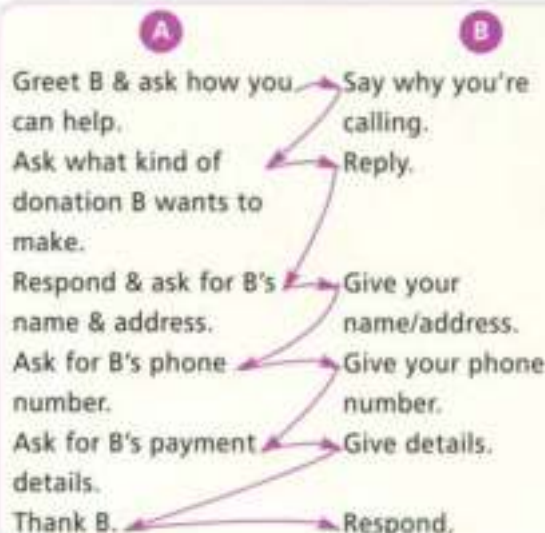 A
B
Greet B & ask how you can help.
Say why you're calling.
Ask what kind of donation B wants to make.
Reply.
Respond & ask for B's name & address.
Give your name/address.
Ask for B's phone number.
Give your phone number.
Ask for B's payment details.
Give details.
Thank B.
Respond.